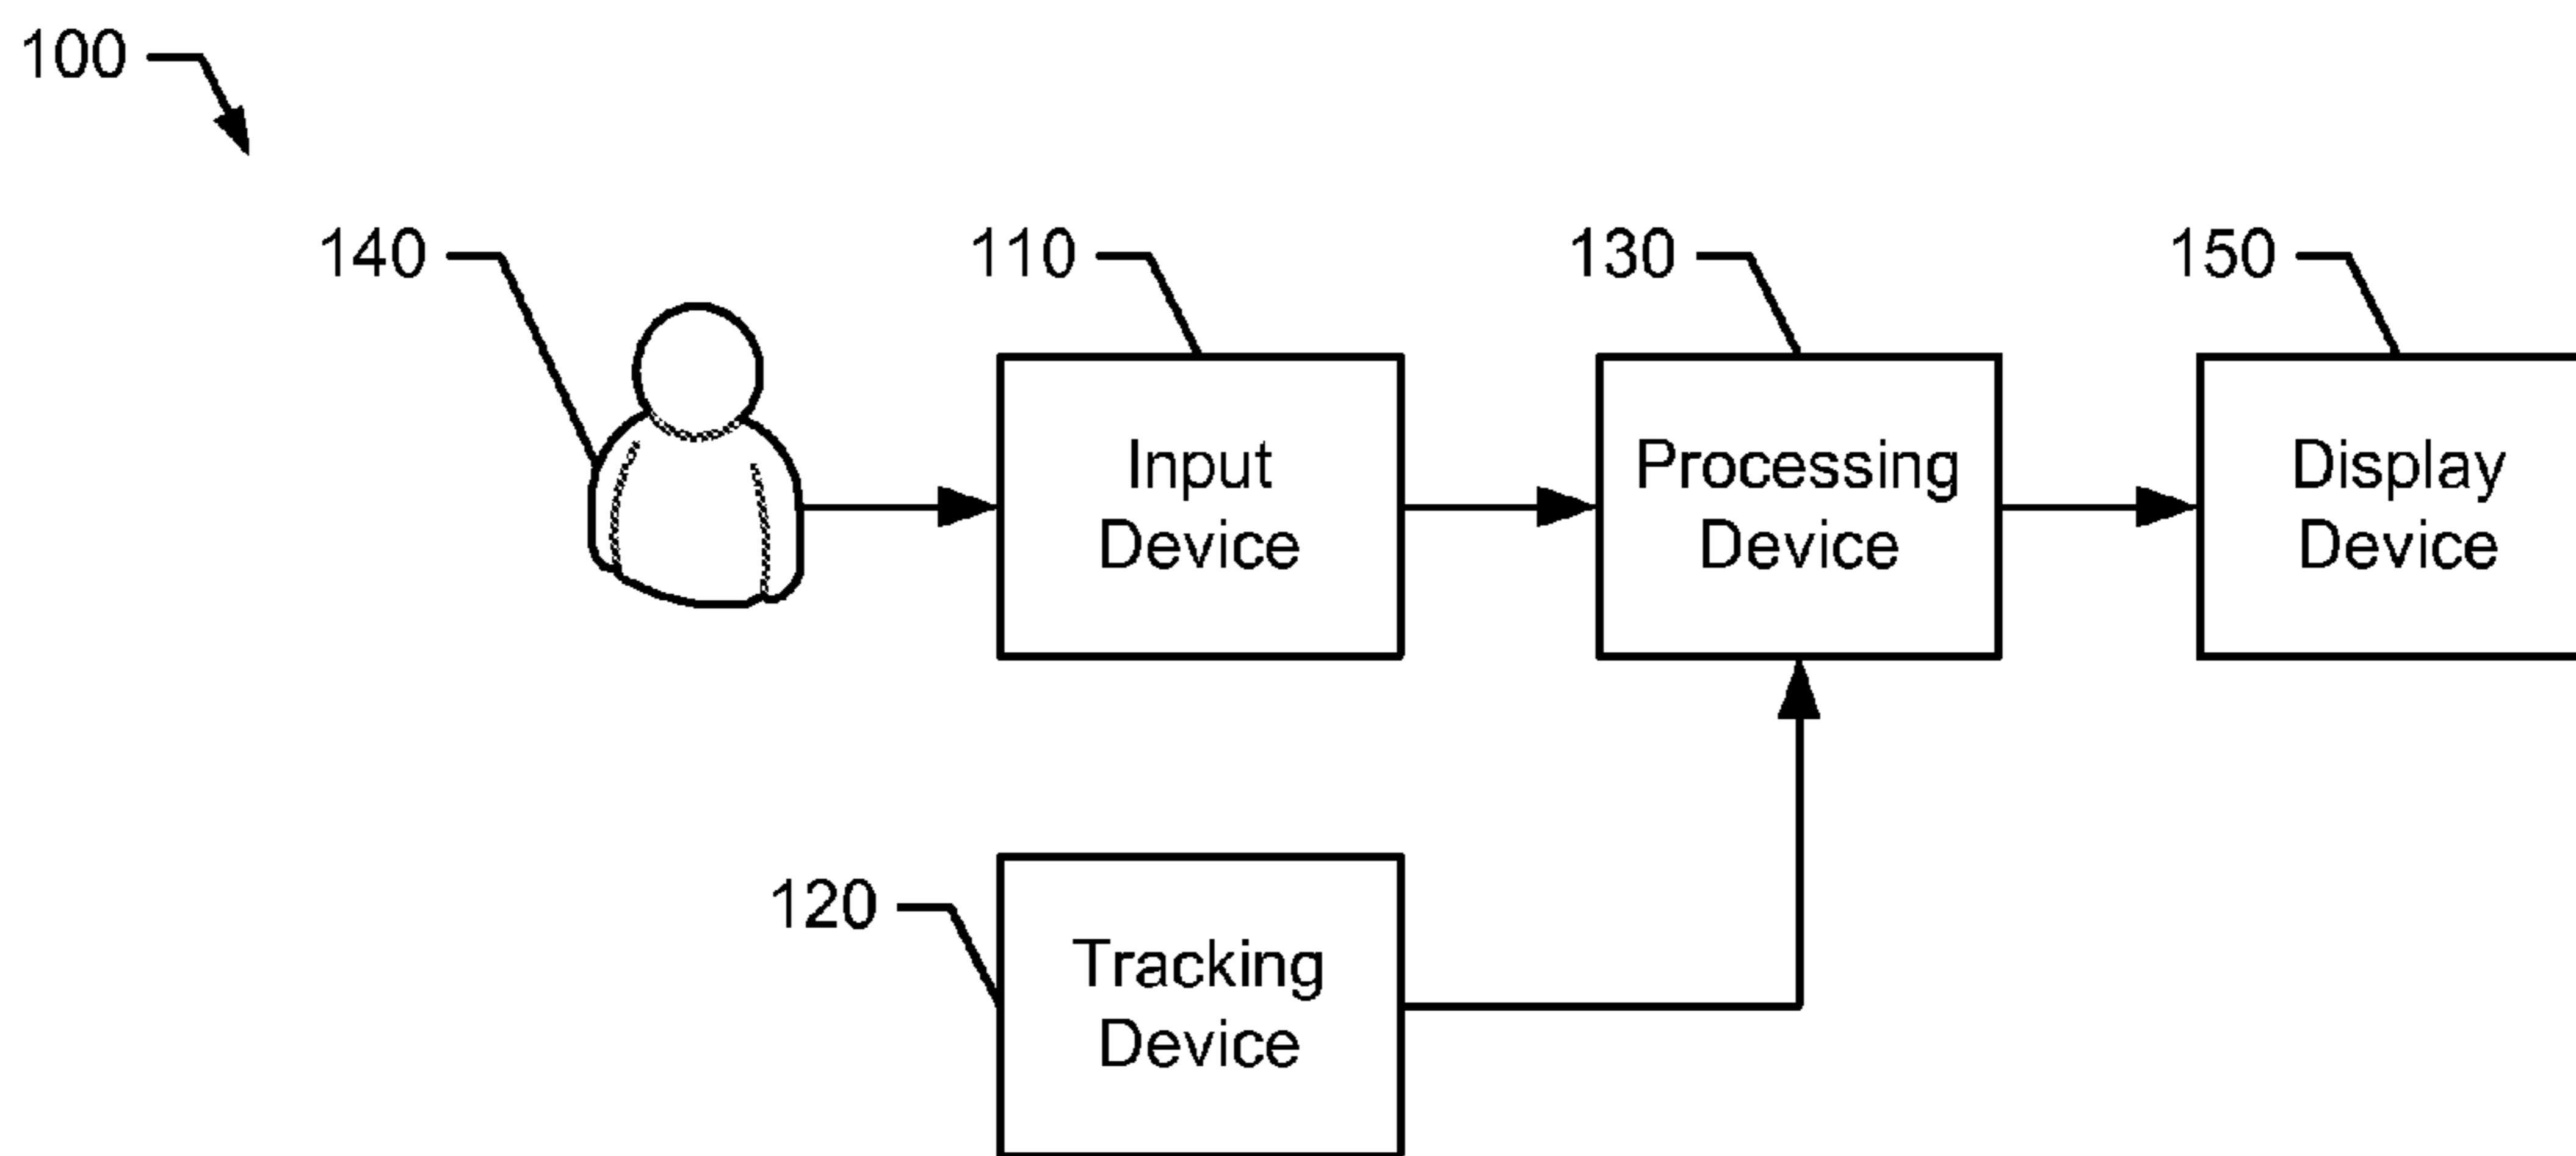 100
140
110
130
150
Input
Device
Processing
Device
Display
Device
120
Tracking
Device